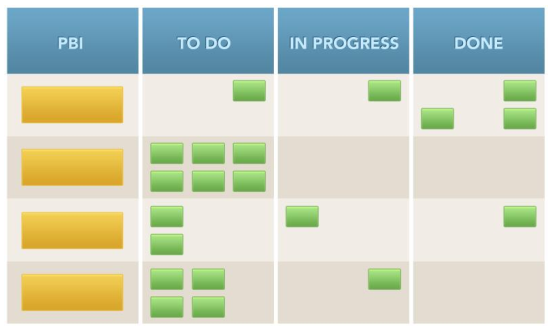 PBI TO DO IN PROGRESS DONE